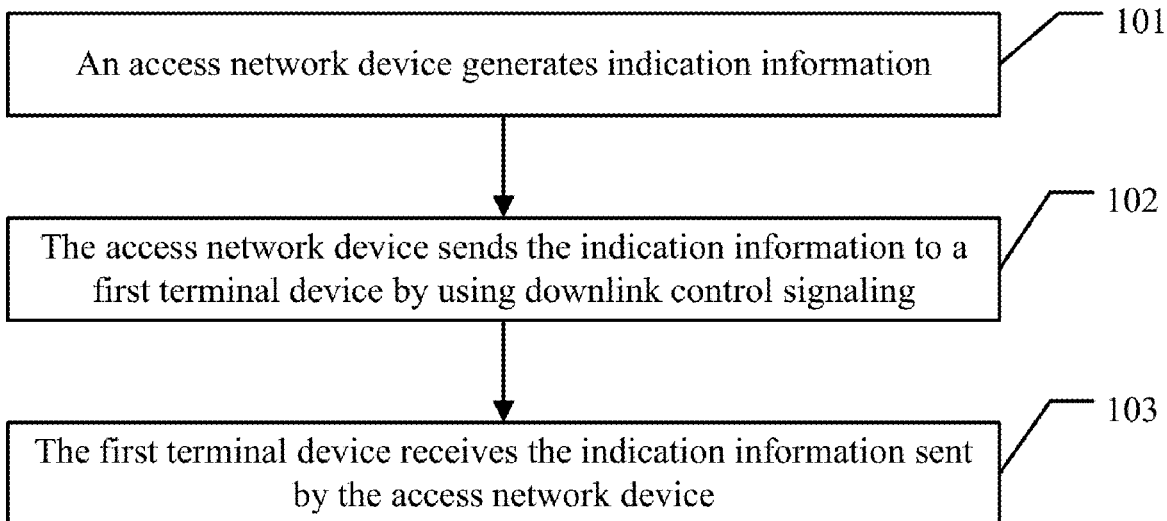 An access network device generates indication information
101
The access network device sends the indication information to a
first terminal device by using downlink control signaling
102
The first terminal device receives the indication information sent
by the access network device
103